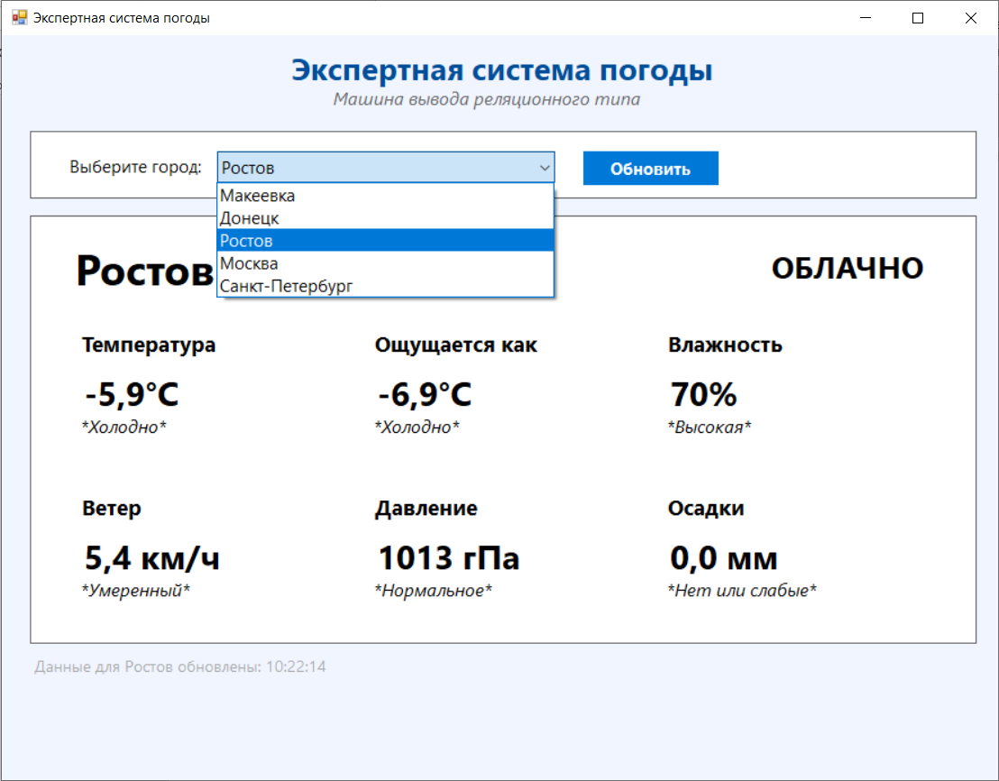 Экспертная система погоды
Экспертная система погоды
Машина вывода реляционного типа
Выберите город: Ростов Обновить
Макеевка
Донецк
Ростов
Москва
Санкт-Петербург
Ростов ОБЛАЧНО
Температура Ощущается как Влажность
-5,9°C -6,9°C 70%
*Холодно* *Холодно* *Высокая*
Ветер Давление Осадки
5,4 км/ч 1013 гПа 0,0 мм
*Умеренный* *Нормальное* *Нет или слабые*
Данные для Ростов обновлены: 10:22:14